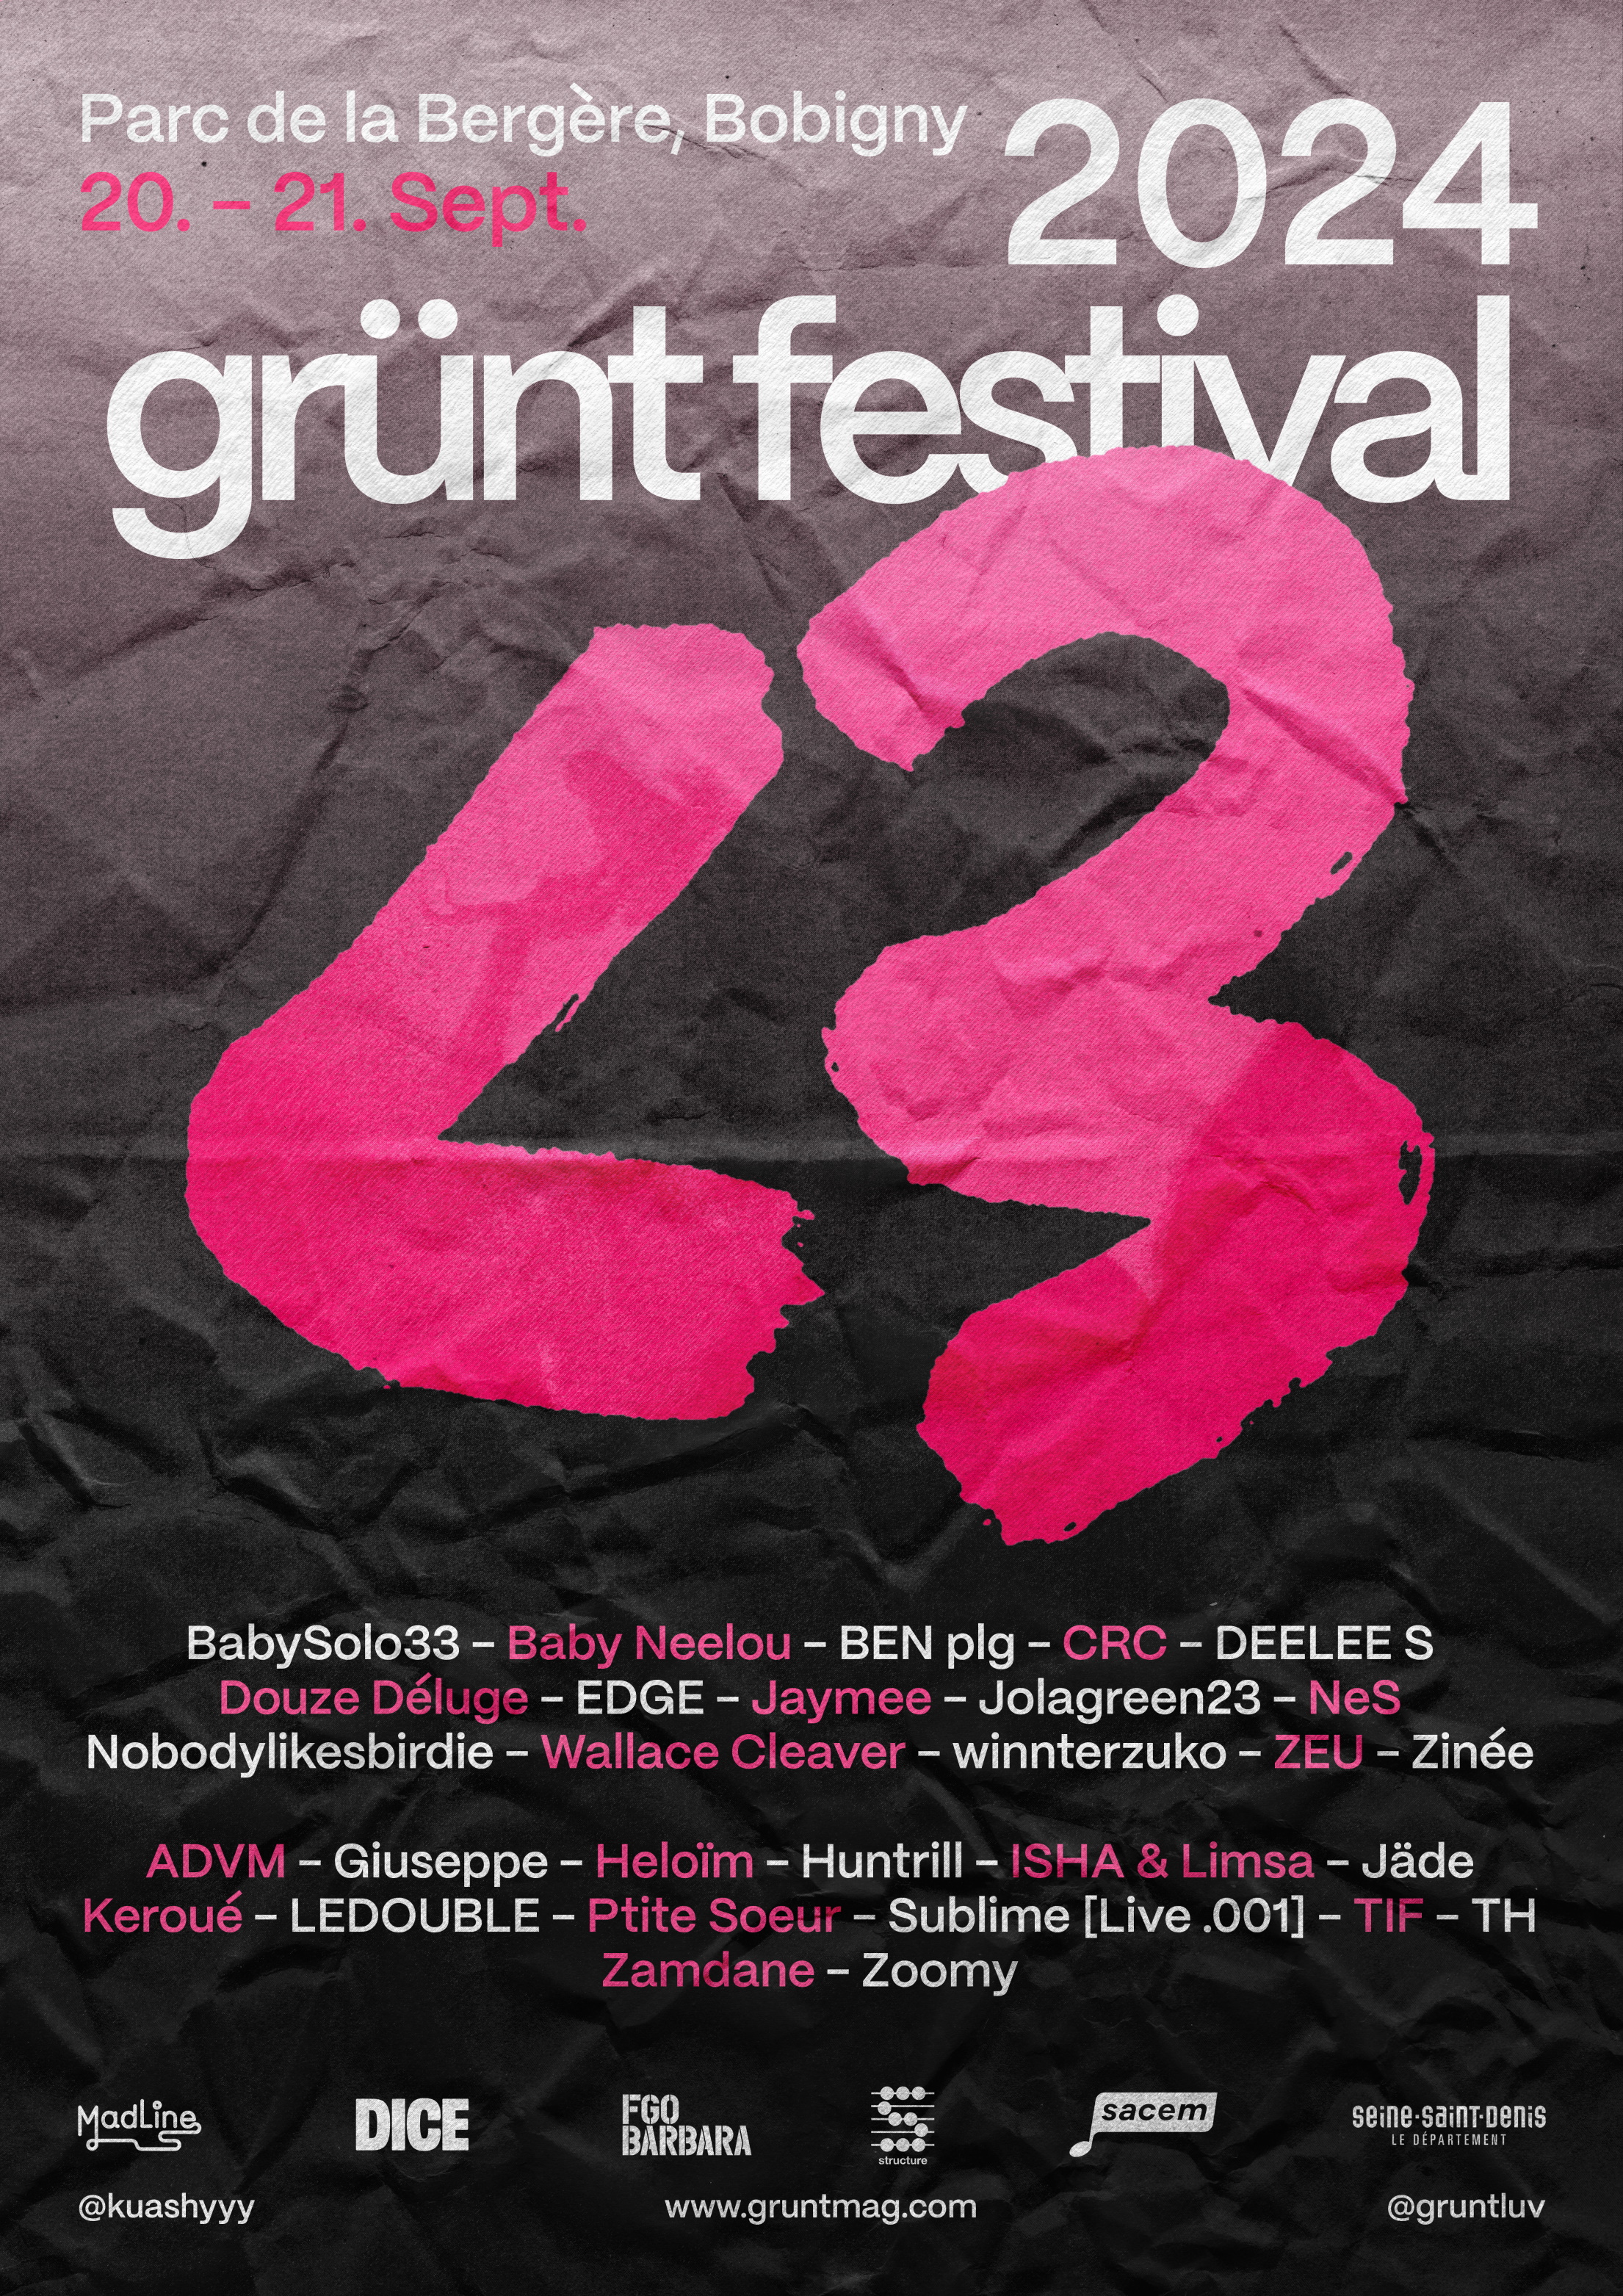 Parc de la Bergère, Bobigny
20. – 21. Sept.
2024
grünt festival
BabySolo33 – Baby Neelou – BEN plg – CRC – DEELEE S
Douze Déluge – EDGE – Jaymee – Jolagreen23 – NeS
Nobodylikesbirdie – Wallace Cleaver – winnterzuko – ZEU – Zinée
ADVM – Giuseppe – Heloïm – Huntrill – ISHA & Limsa – Jäde
Keroué – LEDOUBLE – Ptite Soeur – Sublime [Live .001] – TIF – TH
Zamdane – Zoomy
MadLine
DICE
FGO
BARBARA
structure
sacem
seine-saint-denis
LE DÉPARTEMENT
@kuashyyy
www.gruntmag.com
@gruntluv